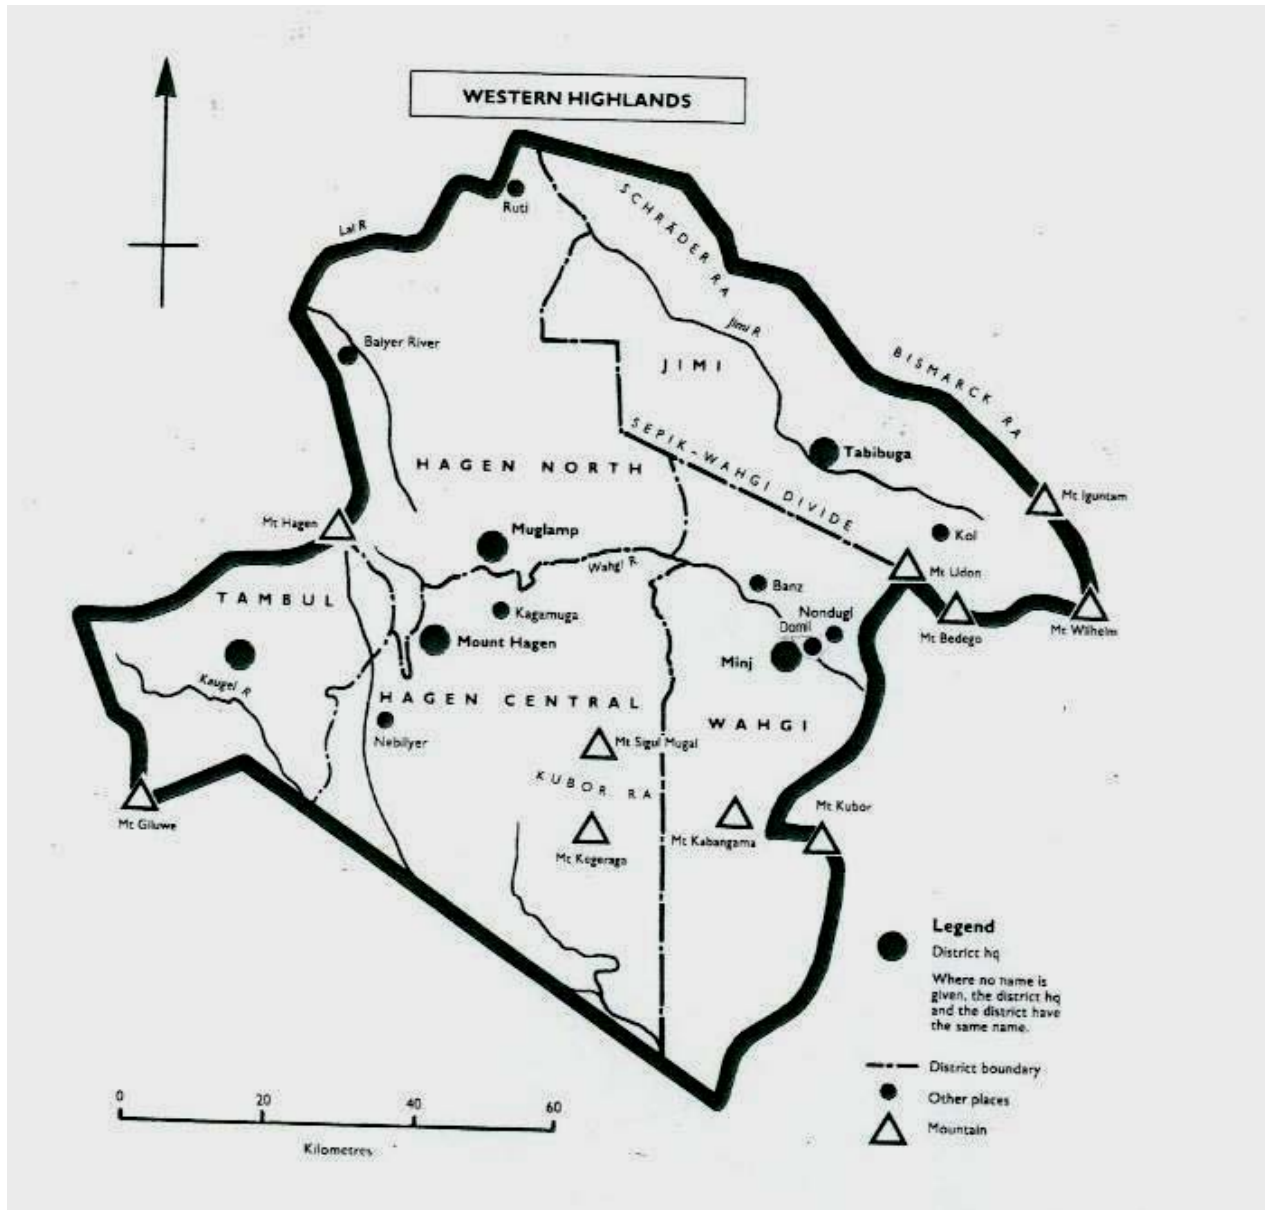 WESTERN HIGHLANDS
Ruti
Lai R
SCHRÄDER RA
Baiyer River
Jimi R
JIMI
BISMARCK RA
SEPIK-WAHGI DIVIDE
Tabibuga
HAGEN NORTH
Mt Iguntam
Mt Hagen
Muglamp
Kol
Wahgi R
Mt Udon
Banz
TAMBUL
Kagamuga
Nondugl
Domil
Mt Bedego
Mt Wilhelm
Mount Hagen
Minj
Kaugel R
HAGEN CENTRAL
WAHGI
Nebilyer
Mt Sigul Mugal
KUBOR RA
Mt Giluwe
Mt Kubor
Mt Kabangama
Mt Kegeraga
Legend
District hq
Where no name is
given, the district hq
and the district have
the same name.
District boundary
Other places
Mountain
0 20 40 60
Kilometres